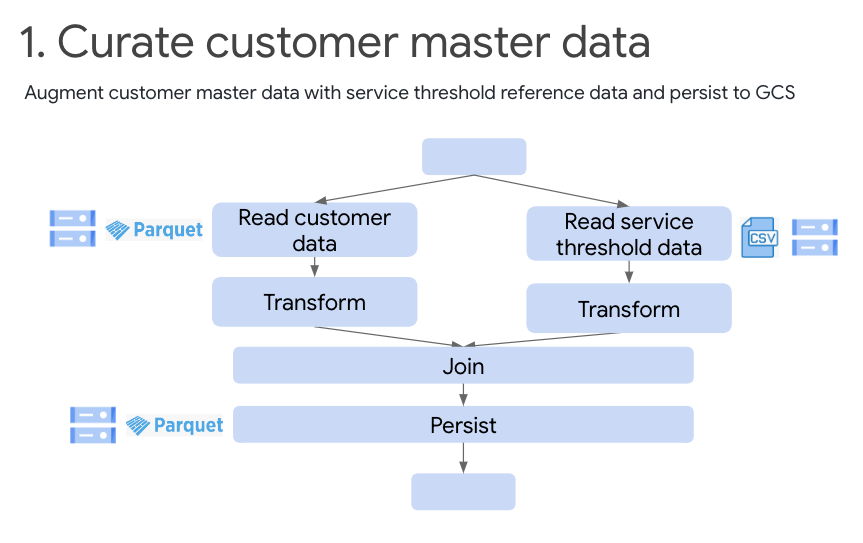 1. Curate customer master data
Augment customer master data with service threshold reference data and persist to GCS
Parquet
Read customer
data
Read service
threshold data
CSV
Transform
Transform
Join
Parquet
Persist